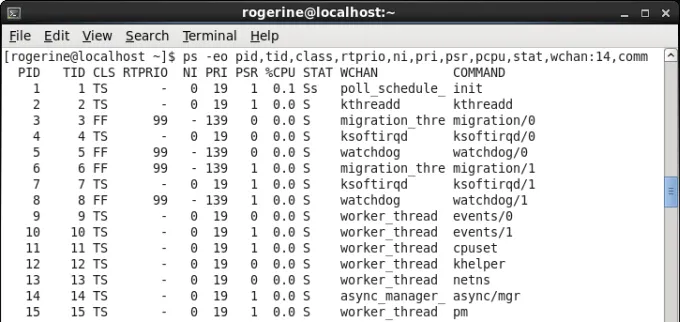 rogerine@localhost:~
File Edit View Search Terminal Help
[rogerine@localhost ~]$ ps -eo pid,tid,class,rtprio,ni,pri,psr,pcpu,stat,wchan:14,comm
  PID   TID CLS RTPRIO  NI PRI PSR %CPU STAT WCHAN          COMMAND
    1     1 TS       -   0  19   1  0.1 Ss   poll_schedule_ init
    2     2 TS       -   0  19   1  0.0 S    kthreadd       kthreadd
    3     3 FF      99   - 139   0  0.0 S    migration_thre migration/0
    4     4 TS       -   0  19   0  0.0 S    ksoftirqd      ksoftirqd/0
    5     5 FF      99   - 139   0  0.0 S    watchdog       watchdog/0
    6     6 FF      99   - 139   1  0.0 S    migration_thre migration/1
    7     7 TS       -   0  19   1  0.0 S    ksoftirqd      ksoftirqd/1
    8     8 FF      99   - 139   1  0.0 S    watchdog       watchdog/1
    9     9 TS       -   0  19   0  0.0 S    worker_thread  events/0
   10    10 TS       -   0  19   1  0.0 S    worker_thread  events/1
   11    11 TS       -   0  19   1  0.0 S    worker_thread  cpuset
   12    12 TS       -   0  19   0  0.0 S    worker_thread  khelper
   13    13 TS       -   0  19   0  0.0 S    worker_thread  netns
   14    14 TS       -   0  19   1  0.0 S    async_manager_ async/mgr
   15    15 TS       -   0  19   1  0.0 S    worker_thread  pm